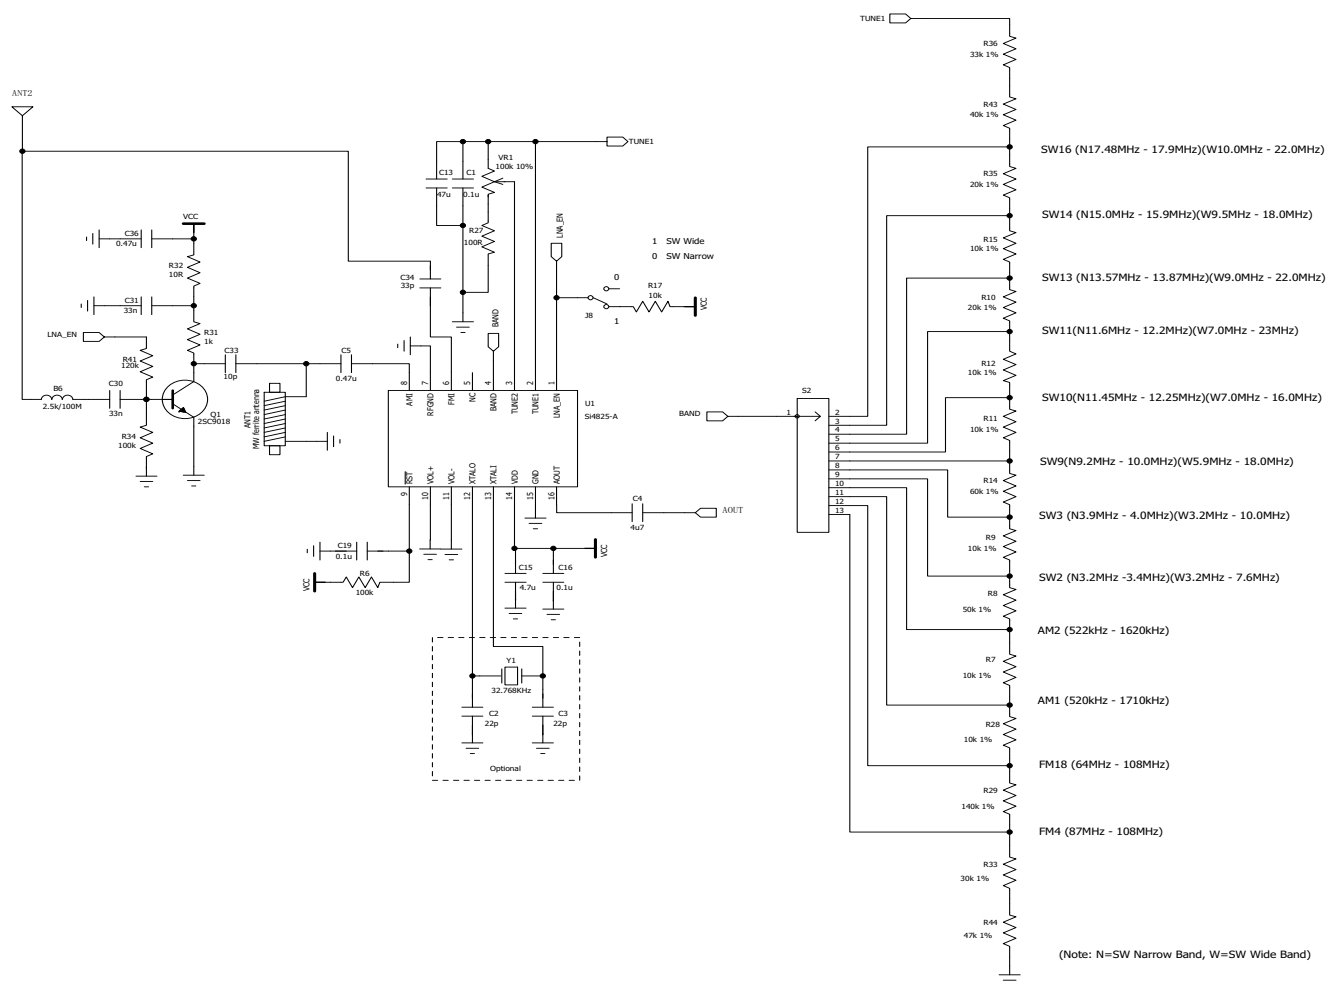 TUNE1
R36
33k 1%
R43
40k 1%
SW16 (N17.48MHz - 17.9MHz)(W10.0MHz - 22.0MHz)
R35
20k 1%
SW14 (N15.0MHz - 15.9MHz)(W9.5MHz - 18.0MHz)
R15
10k 1%
SW13 (N13.57MHz - 13.87MHz)(W9.0MHz - 22.0MHz)
R10
20k 1%
SW11(N11.6MHz - 12.2MHz)(W7.0MHz - 23MHz)
R12
10k 1%
SW10(N11.45MHz - 12.25MHz)(W7.0MHz - 16.0MHz)
R11
10k 1%
SW9(N9.2MHz - 10.0MHz)(W5.9MHz - 18.0MHz)
R14
60k 1%
SW3 (N3.9MHz - 4.0MHz)(W3.2MHz - 10.0MHz)
R9
10k 1%
SW2 (N3.2MHz -3.4MHz)(W3.2MHz - 7.6MHz)
R8
50k 1%
AM2 (522kHz - 1620kHz)
R7
10k 1%
AM1 (520kHz - 1710kHz)
R28
10k 1%
FM18 (64MHz - 108MHz)
R29
140k 1%
FM4 (87MHz - 108MHz)
R33
30k 1%
R44
47k 1%
(Note: N=SW Narrow Band, W=SW Wide Band)
S2
BAND
1
2
3
4
5
6
7
8
9
10
11
12
13
ANT2
TUNE1
VR1
100k 10%
C13
47u
C1
0.1u
R27
100R
LNA_EN
1 SW Wide
0 SW Narrow
0
1
J8
R17
10k
VCC
VCC
C36
0.47u
R32
10R
C31
33n
R31
1k
LNA_EN
R41
120k
C33
10p
C5
0.47u
C34
33p
BAND
B6
2.5k/100M
C30
33n
R34
100k
Q1
2SC9018
ANT1
MW ferrite antenna
8
7
6
5
4
3
2
1
AMI
RFGND
FMI
NC
BAND
TUNE2
TUNE1
LNA_EN
U1
Si4825-A
RST
VOL+
VOL-
XTALO
XTALI
VDD
GND
AOUT
9
10
11
12
13
14
15
16
C4
4u7
AOUT
C19
0.1u
VCC
R6
100k
C15
4.7u
C16
0.1u
VCC
Y1
32.768KHz
C2
22p
C3
22p
Optional